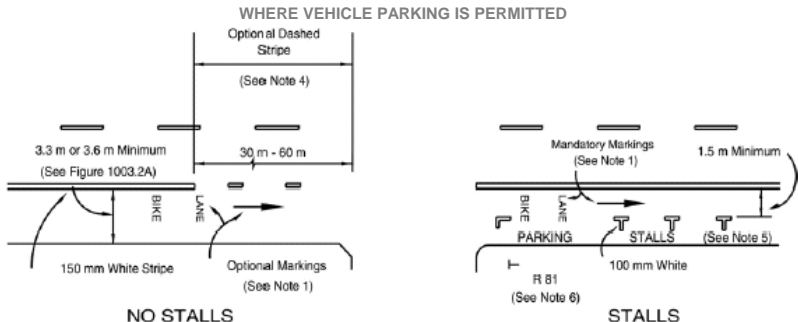 WHERE VEHICLE PARKING IS PERMITTED
Optional Dashed
Stripe
(See Note 4)
3.3 m or 3.6 m Minimum
(See Figure 1003.2A)
30 m - 60 m
BIKE
LANE
150 mm White Stripe
Optional Markings
(See Note 1)
NO STALLS
Mandatory Markings
(See Note 1)
1.5 m Minimum
BIKE
LANE
PARKING
STALLS
(See Note 5)
R 81
(See Note 6)
100 mm White
STALLS